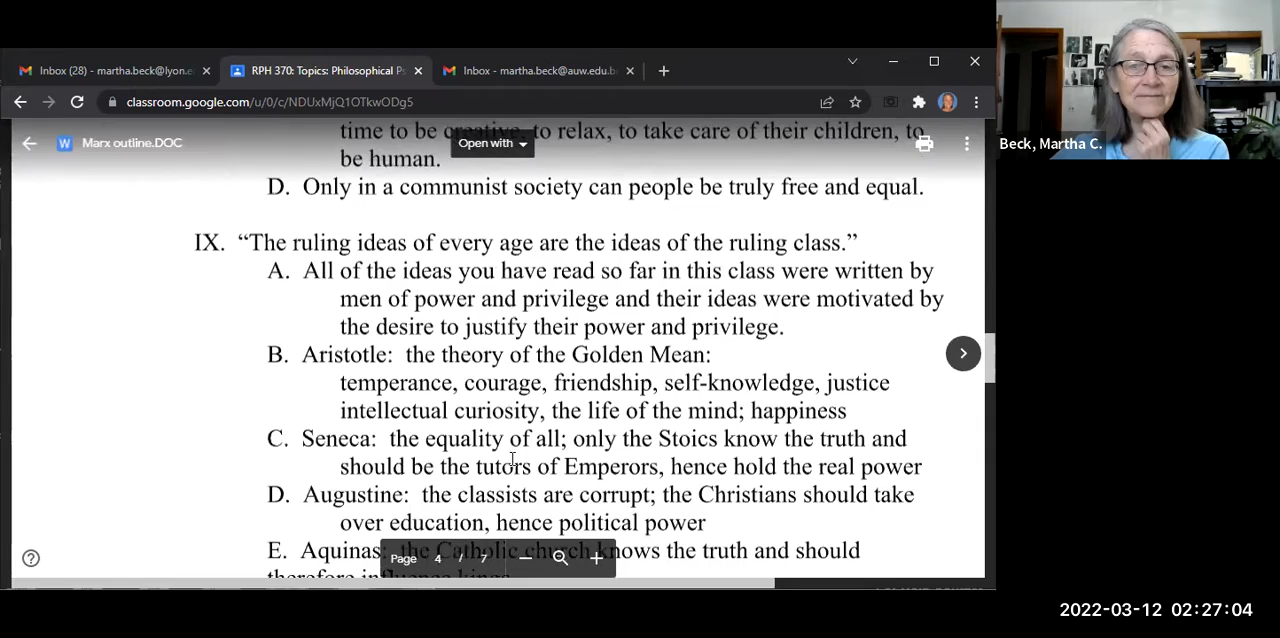 Inbox (28) - martha.beck@lyon.e
RPH 370: Topics: Philosophical P
Inbox - martha.beck@auw.edu.b
classroom.google.com/u/0/c/NDUxMjQ1OTkwODg5
Marx outline.DOC
Open with
Beck, Martha C.
time to be creative, to relax, to take care of their children, to
be human.
D. Only in a communist society can people be truly free and equal.
IX. “The ruling ideas of every age are the ideas of the ruling class.”
A. All of the ideas you have read so far in this class were written by
men of power and privilege and their ideas were motivated by
the desire to justify their power and privilege.
B. Aristotle: the theory of the Golden Mean:
temperance, courage, friendship, self-knowledge, justice
intellectual curiosity, the life of the mind; happiness
C. Seneca: the equality of all; only the Stoics know the truth and
should be the tutors of Emperors, hence hold the real power
D. Augustine: the classists are corrupt; the Christians should take
over education, hence political power
E. Aquinas: the Catholic church knows the truth and should
therefore influence kings
Page 4 / 7
2022-03-12 02:27:04